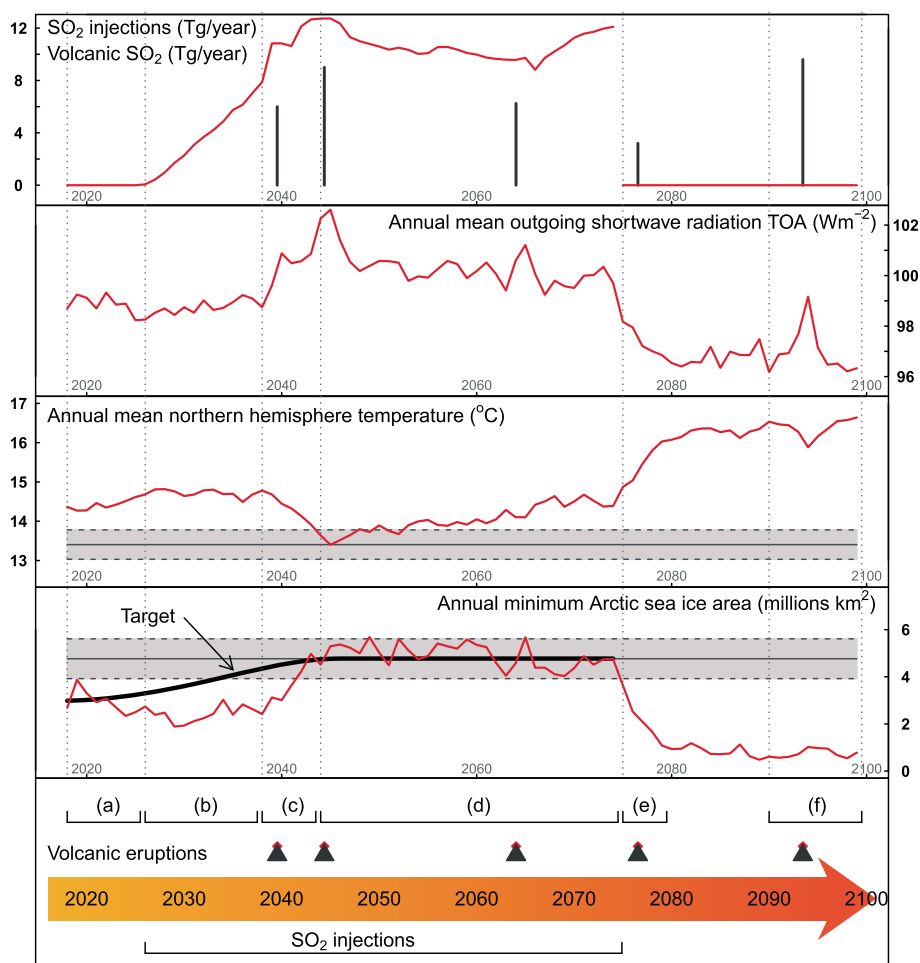 SO₂ injections (Tg/year)
Volcanic SO₂ (Tg/year)
12
8
4
0
2020 2040 2060 2080 2100
Annual mean outgoing shortwave radiation TOA (Wm⁻²)
102
100
98
96
2020 2040 2060 2080 2100
Annual mean northern hemisphere temperature (°C)
17
16
15
14
13
2020 2040 2060 2080 2100
Annual minimum Arctic sea ice area (millions km²)
Target
6
4
2
0
2020 2040 2060 2080 2100
(a) (b) (c) (d) (e) (f)
Volcanic eruptions
2020 2030 2040 2050 2060 2070 2080 2090 2100
SO₂ injections